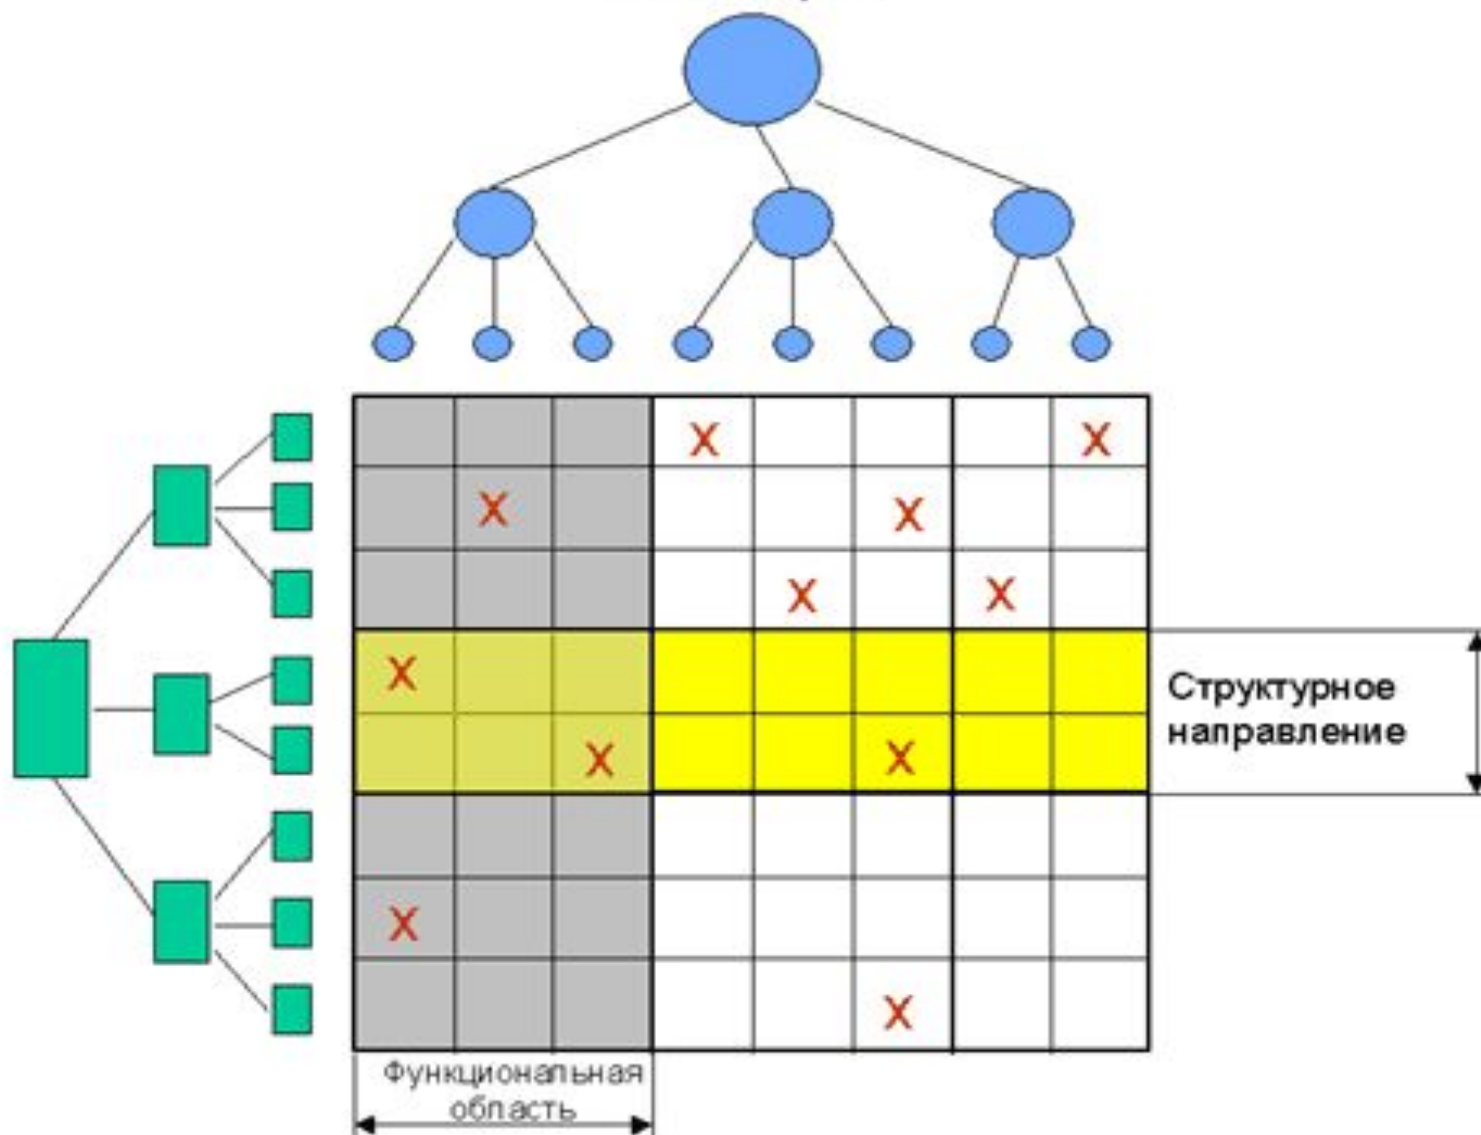 X X
X X
X X
X
X X
X
X
Структурное
направление
Функциональная
область